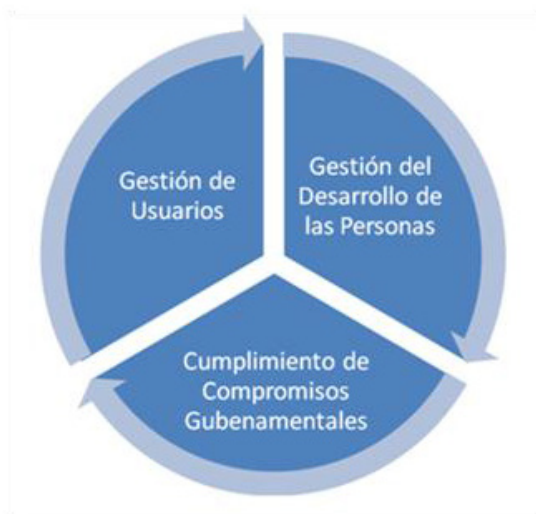 Gestión de
Usuarios
Gestión del
Desarrollo de
las Personas
Cumplimiento de
Compromisos
Gubenamentales